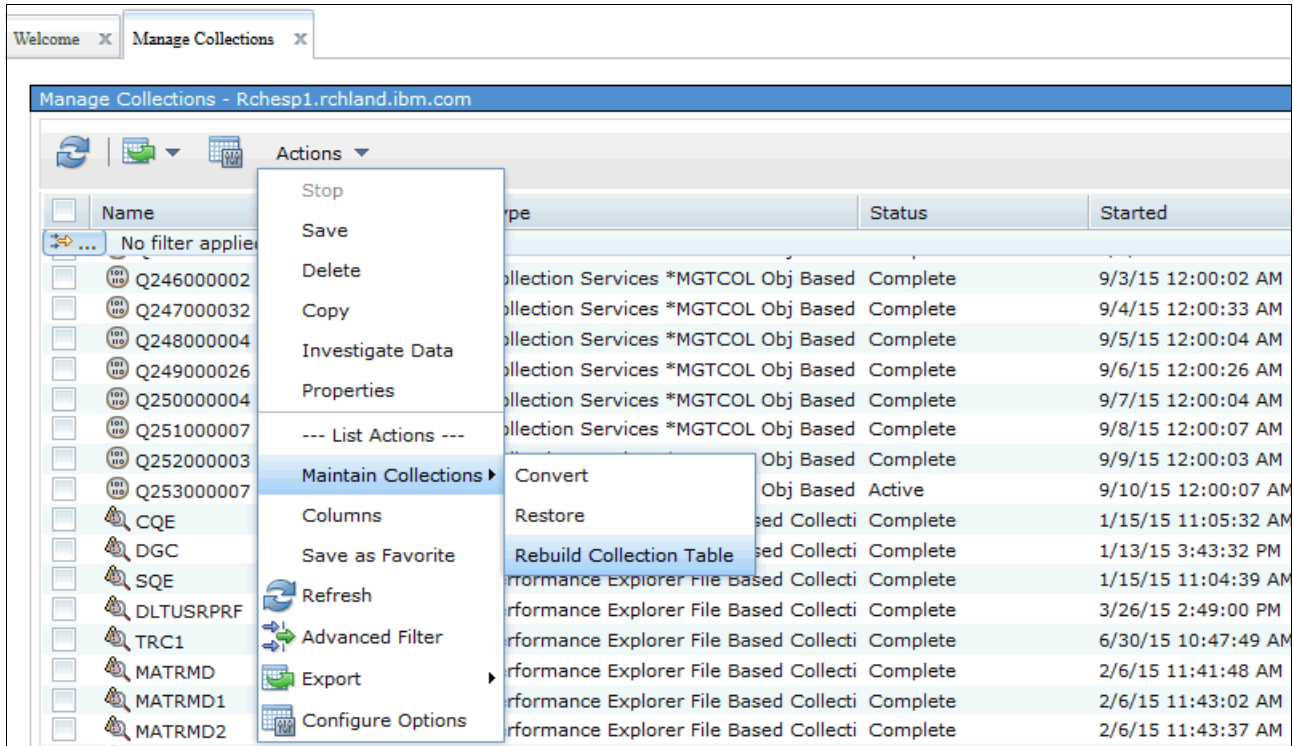 Welcome X Manage Collections X
Manage Collections - Rchesp1.rchland.ibm.com
Actions
Name ype Status Started
... No filter applie
Stop
Save
Delete
Copy
Investigate Data
Properties
--- List Actions ---
Maintain Collections
Columns
Save as Favorite
Refresh
Advanced Filter
Export
Configure Options
Convert
Restore
Rebuild Collection Table
Q246000002 ollection Services *MGTCOL Obj Based Complete 9/3/15 12:00:02 AM
Q247000032 ollection Services *MGTCOL Obj Based Complete 9/4/15 12:00:33 AM
Q248000004 ollection Services *MGTCOL Obj Based Complete 9/5/15 12:00:04 AM
Q249000026 ollection Services *MGTCOL Obj Based Complete 9/6/15 12:00:26 AM
Q250000004 ollection Services *MGTCOL Obj Based Complete 9/7/15 12:00:04 AM
Q251000007 ollection Services *MGTCOL Obj Based Complete 9/8/15 12:00:07 AM
Q252000003 Obj Based Complete 9/9/15 12:00:03 AM
Q253000007 Obj Based Active 9/10/15 12:00:07 AM
CQE sed Collecti Complete 1/15/15 11:05:32 AM
DGC sed Collecti Complete 1/13/15 3:43:32 PM
SQE rformance Explorer File Based Collecti Complete 1/15/15 11:04:39 AM
DLTUSRPRF rformance Explorer File Based Collecti Complete 3/26/15 2:49:00 PM
TRC1 rformance Explorer File Based Collecti Complete 6/30/15 10:47:49 AM
MATRMD rformance Explorer File Based Collecti Complete 2/6/15 11:41:48 AM
MATRMD1 rformance Explorer File Based Collecti Complete 2/6/15 11:43:02 AM
MATRMD2 rformance Explorer File Based Collecti Complete 2/6/15 11:43:37 AM